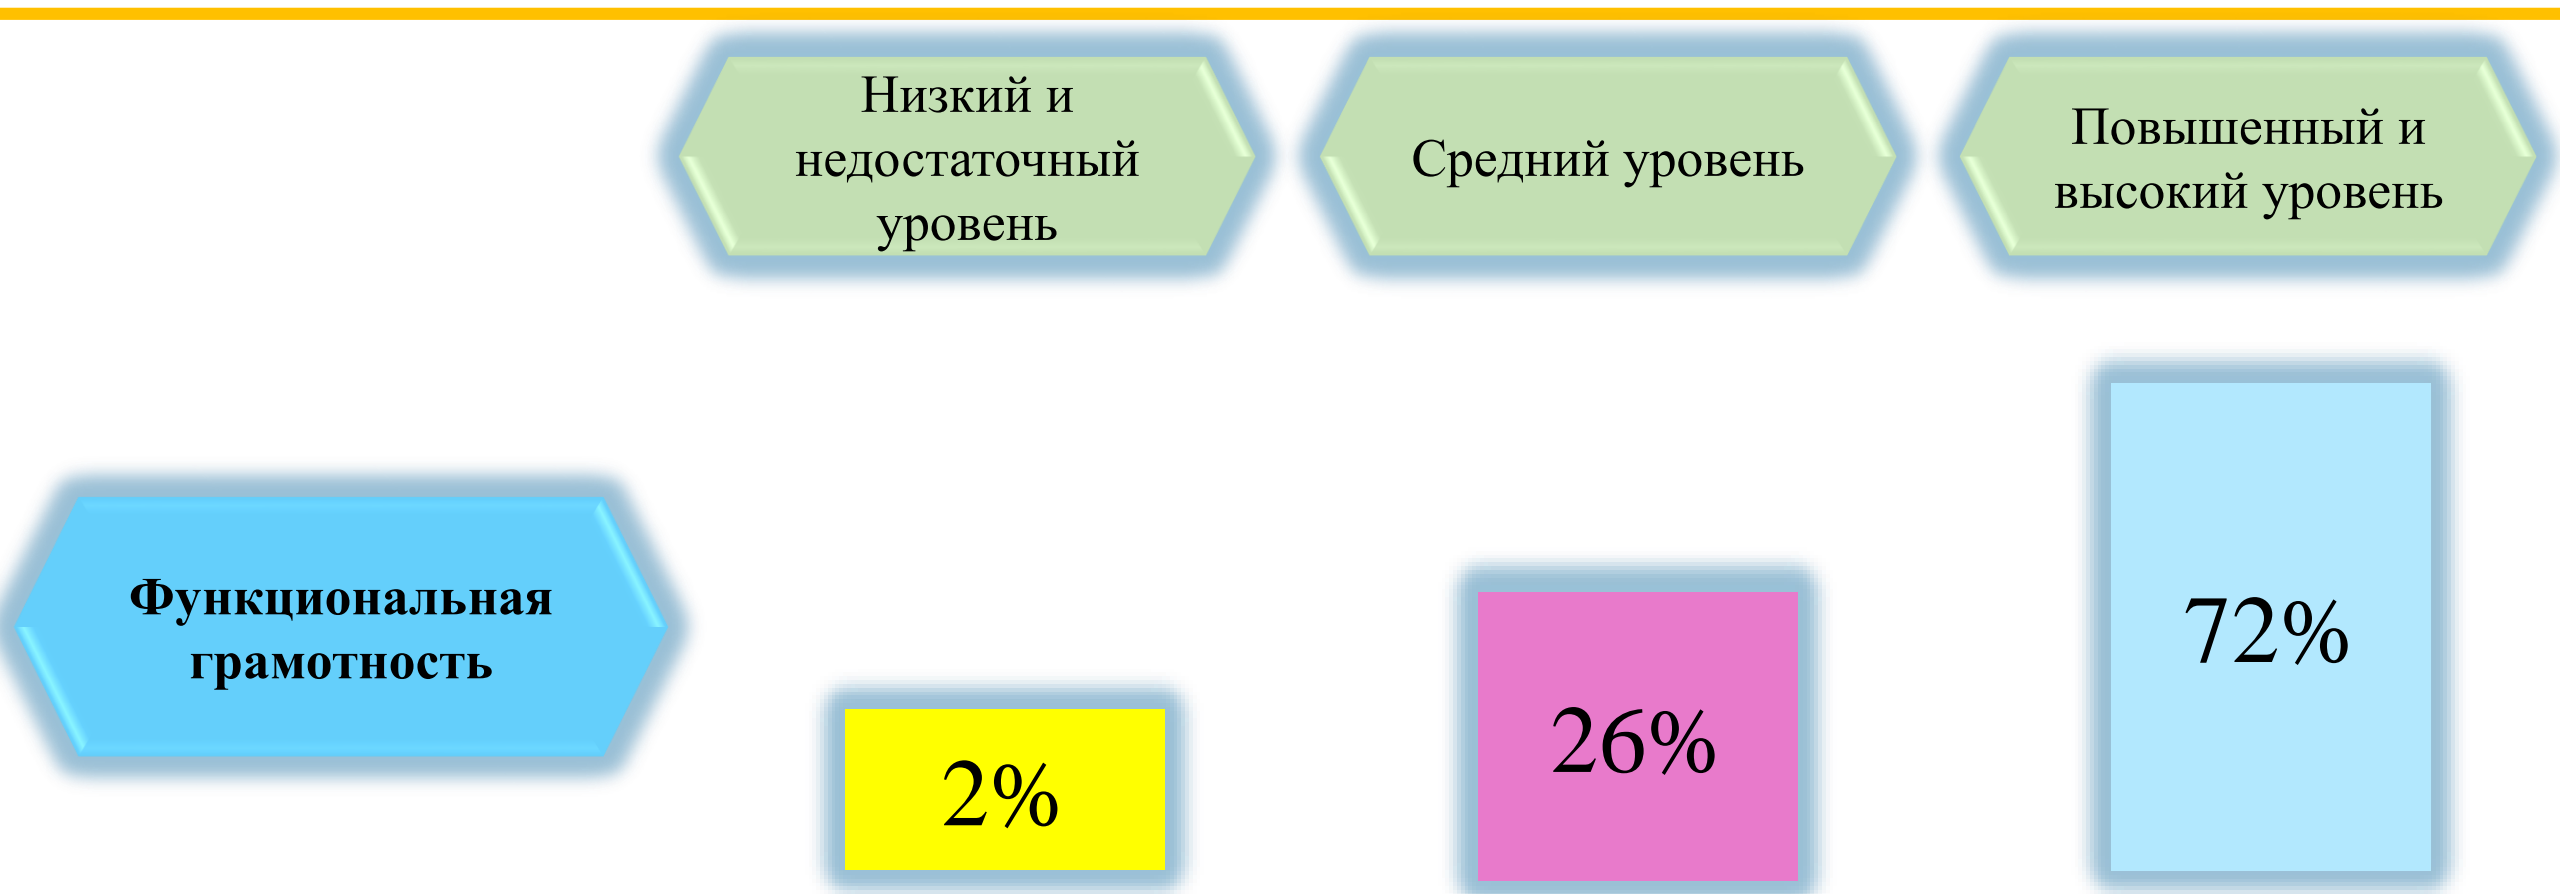 Низкий и
недостаточный
уровень
Средний уровень
Повышенный и
высокий уровень
Функциональная
грамотность
2%
26%
72%